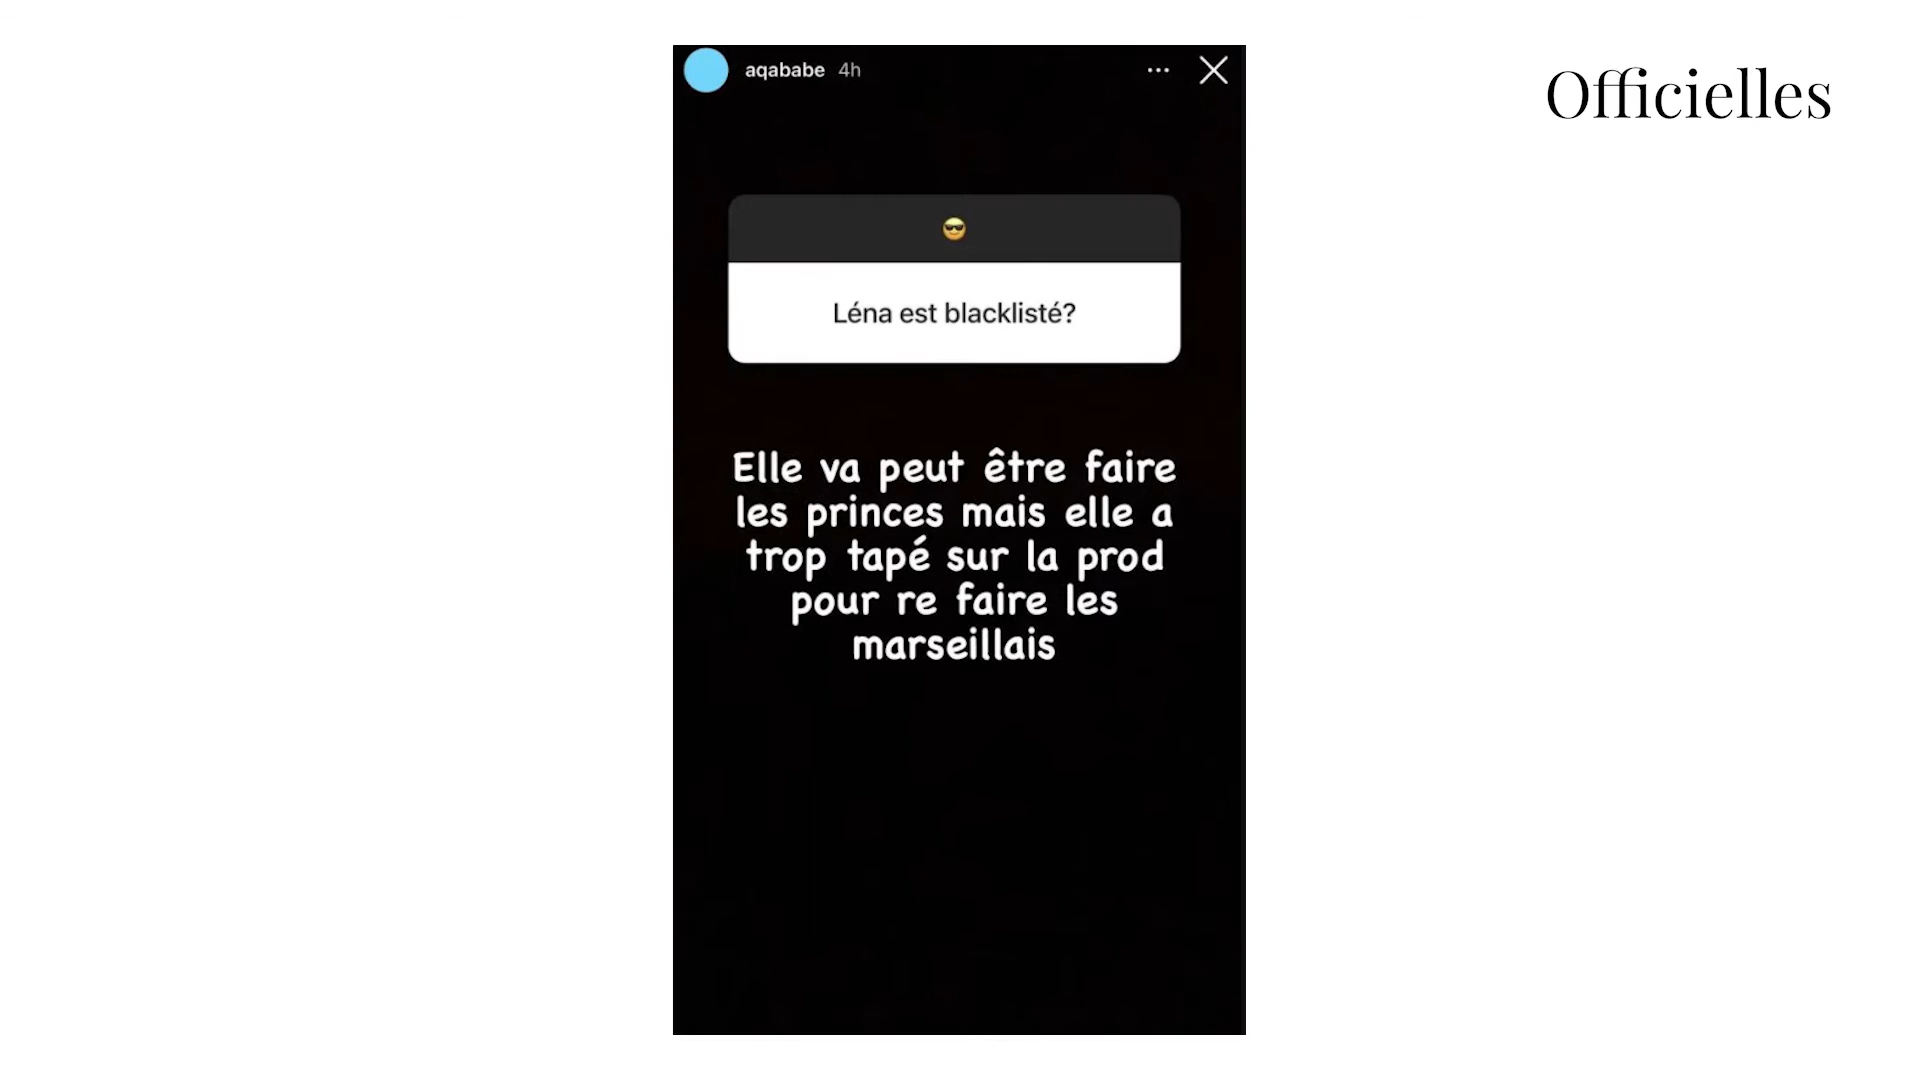 aqababe 4h
Officielles
😎
Léna est blacklisté?
Elle va peut être faire
les princes mais elle a
trop tapé sur la prod
pour re faire les
marseillais